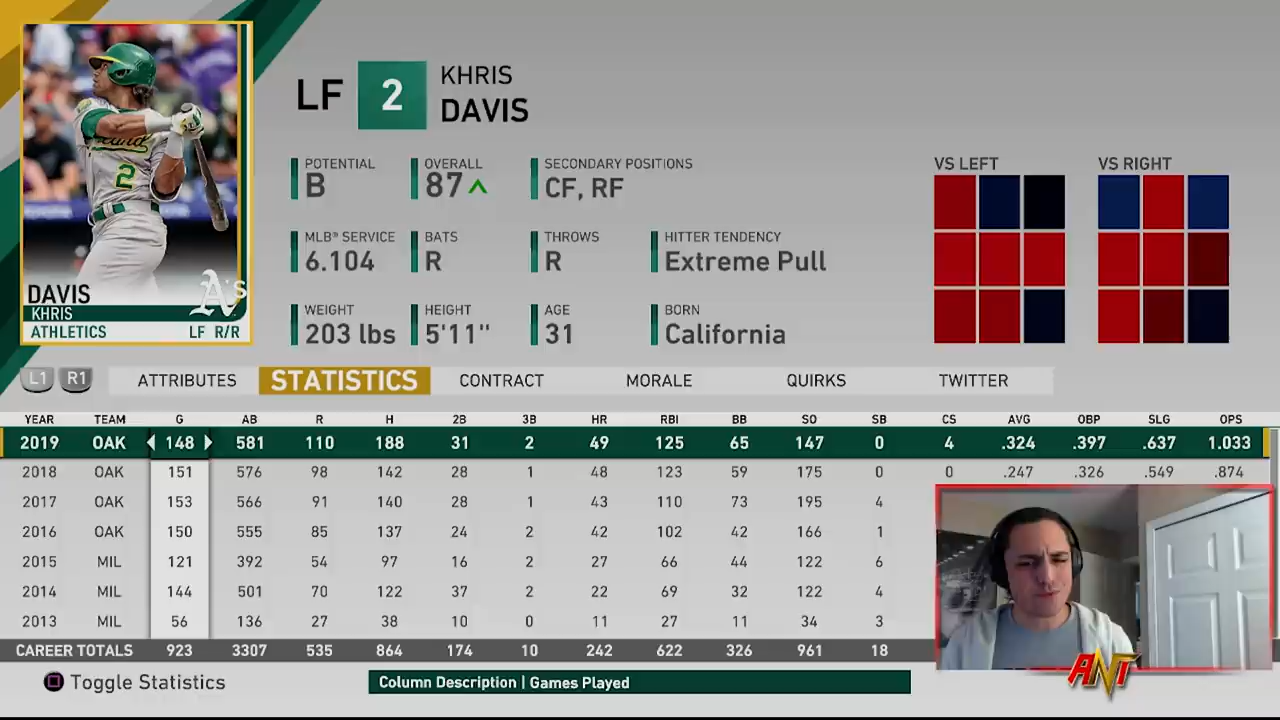 LF 2 KHRIS DAVIS
POTENTIAL OVERALL SECONDARY POSITIONS VS LEFT VS RIGHT
B 87 CF, RF
MLB® SERVICE BATS THROWS HITTER TENDENCY
6.104 R R Extreme Pull
WEIGHT HEIGHT AGE BORN
203 lbs 5'11" 31 California
2
A's
DAVIS
KHRIS
ATHLETICS LF R/R
L1 R1 ATTRIBUTES STATISTICS CONTRACT MORALE QUIRKS TWITTER
YEAR TEAM G AB R H 2B 3B HR RBI BB SO SB CS AVG OBP SLG OPS
2019 OAK 148 581 110 188 31 2 49 125 65 147 0 4 .324 .397 .637 1.033
2018 OAK 151 576 98 142 28 1 48 123 59 175 0 0 .247 .326 .549 .874
2017 OAK 153 566 91 140 28 1 43 110 73 195 4
2016 OAK 150 555 85 137 24 2 42 102 42 166 1
2015 MIL 121 392 54 97 16 2 27 66 44 122 6
2014 MIL 144 501 70 122 37 2 22 69 32 122 4
2013 MIL 56 136 27 38 10 0 11 27 11 34 3
CAREER TOTALS 923 3307 535 864 174 10 242 622 326 961 18
ANT
Toggle Statistics Column Description | Games Played